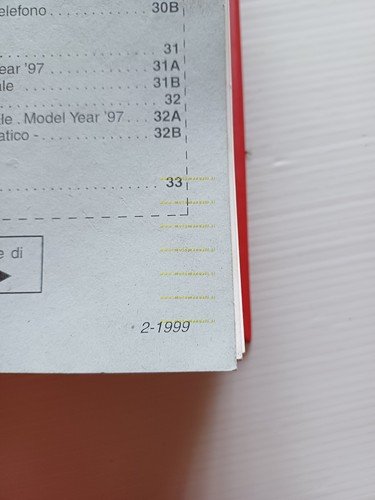 elefono .................. 30B
31
ear '97 .................. 31A
ale .................. 31B
32
le . Model Year '97 ... 32A
atico - .................. 32B
.................. 33
e di
2-1999